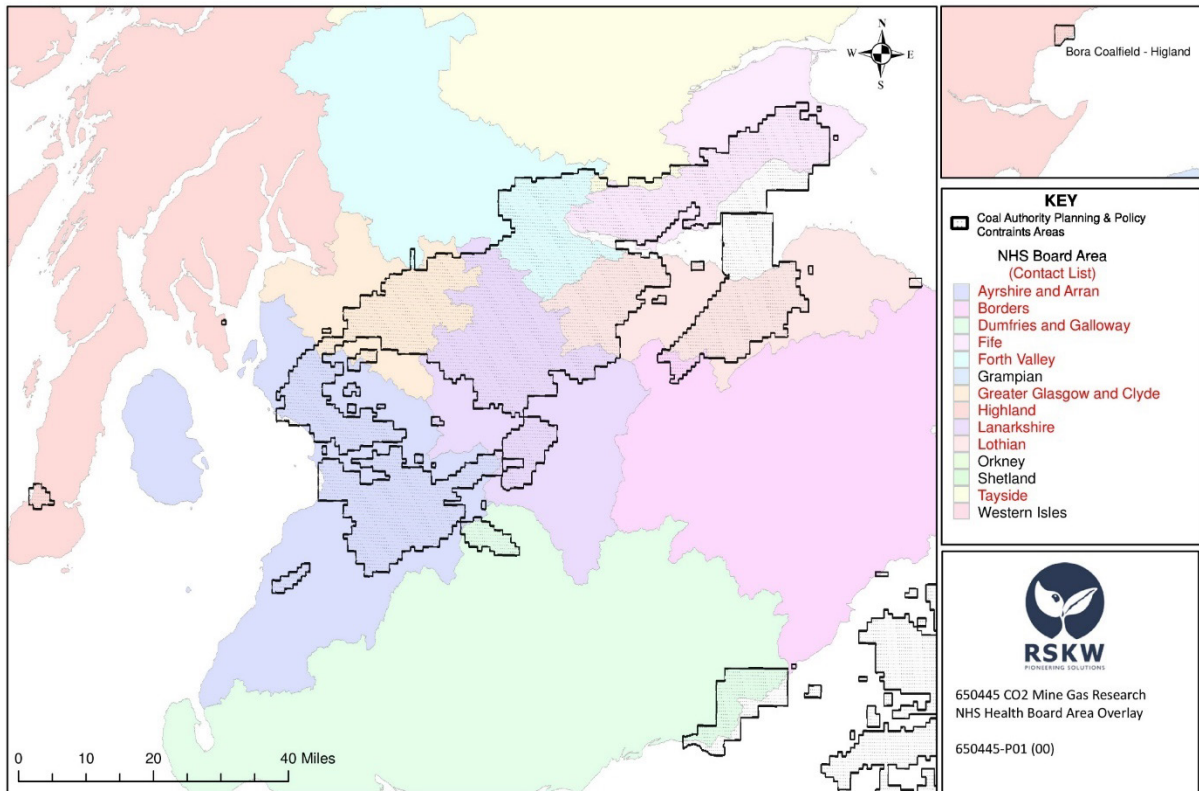 N
W E
S
0 10 20 40 Miles
Bora Coalfield - Higland
KEY
Coal Authority Planning & Policy
Contraints Areas
NHS Board Area
(Contact List)
Ayrshire and Arran
Borders
Dumfries and Galloway
Fife
Forth Valley
Grampian
Greater Glasgow and Clyde
Highland
Lanarkshire
Lothian
Orkney
Shetland
Tayside
Western Isles
RSKW
PIONEERING SOLUTIONS
650445 CO2 Mine Gas Research
NHS Health Board Area Overlay
650445-P01 (00)